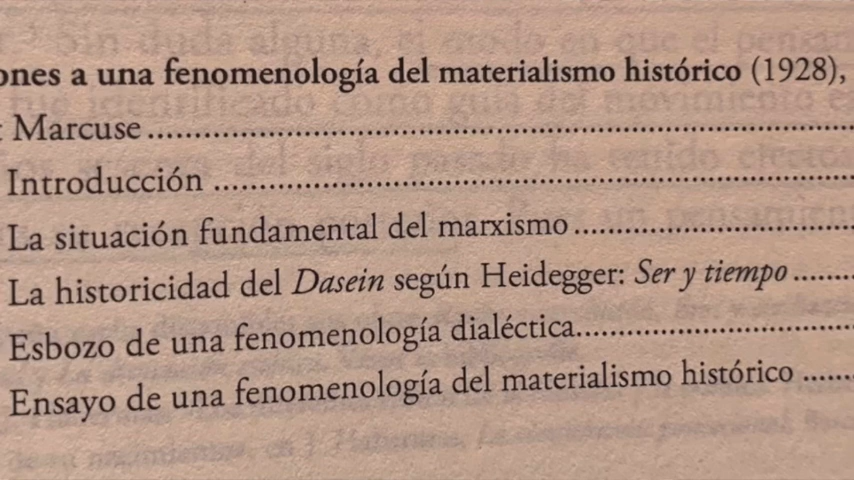 ones a una fenomenología del materialismo histórico (1928),
Marcuse
Introducción
La situación fundamental del marxismo
La historicidad del Dasein según Heidegger: Ser y tiempo
Esbozo de una fenomenología dialéctica
Ensayo de una fenomenología del materialismo histórico